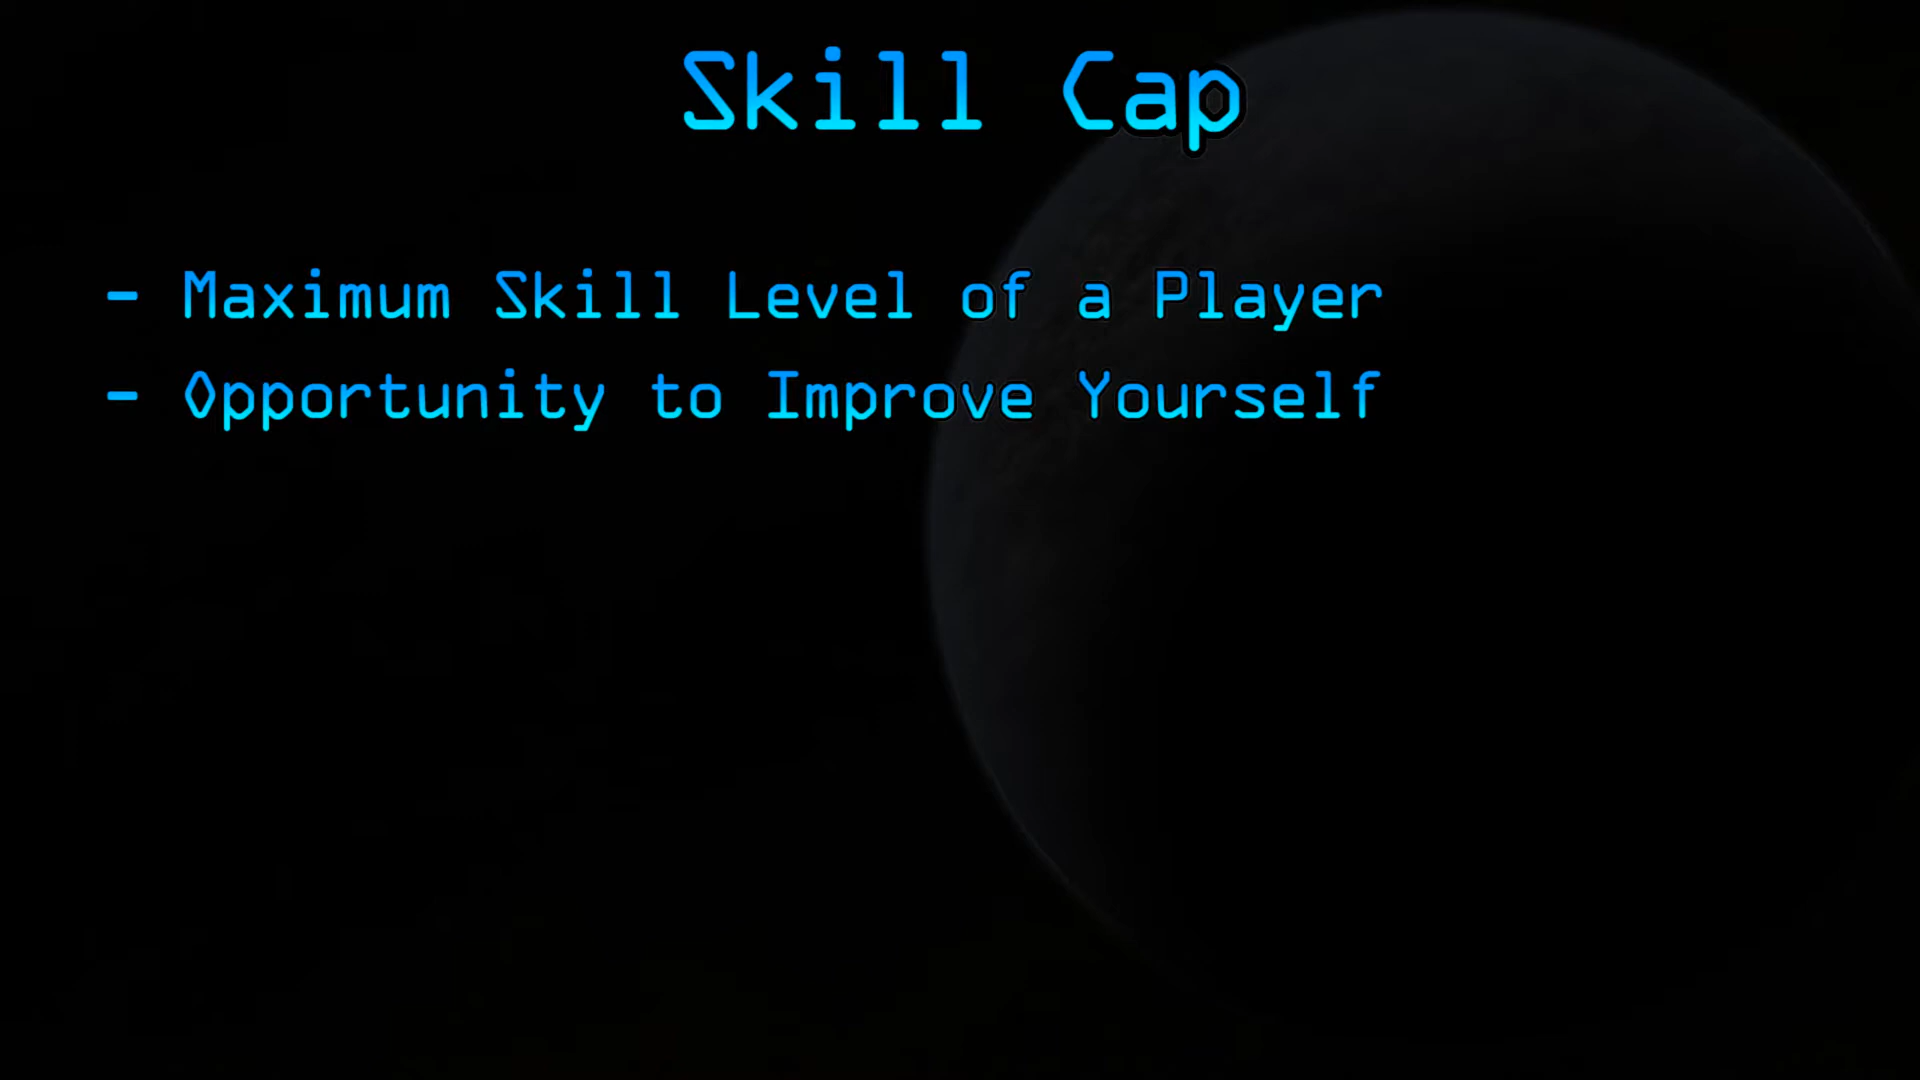 Skill Cap
- Maximum Skill Level of a Player
- Opportunity to Improve Yourself